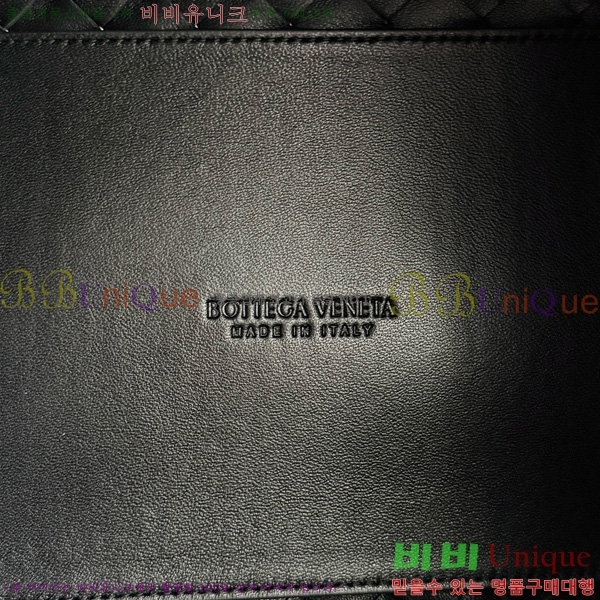 비비유니크
BBUniQue BBUniQue
BOTTEGA VENETA
MADE IN ITALY
비비 Unique
믿을수 있는 명품구매대행